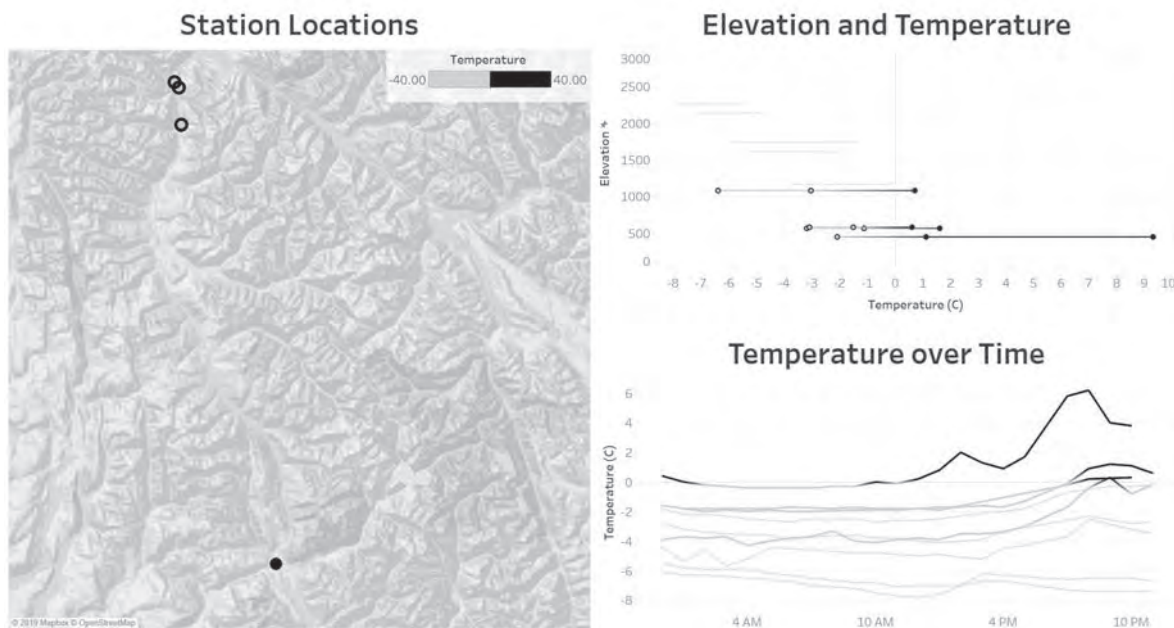 Station Locations
Temperature
-40.00 40.00
© 2019 Mapbox © OpenStreetMap
Elevation and Temperature
3000
2500
2000
1500
1000
500
0
Elevation
-8 -7 -6 -5 -4 -3 -2 -1 0 1 2 3 4 5 6 7 8 9 10
Temperature (C)
Temperature over Time
6
4
2
0
-2
-4
-6
-8
Temperature (C)
4 AM 10 AM 4 PM 10 PM